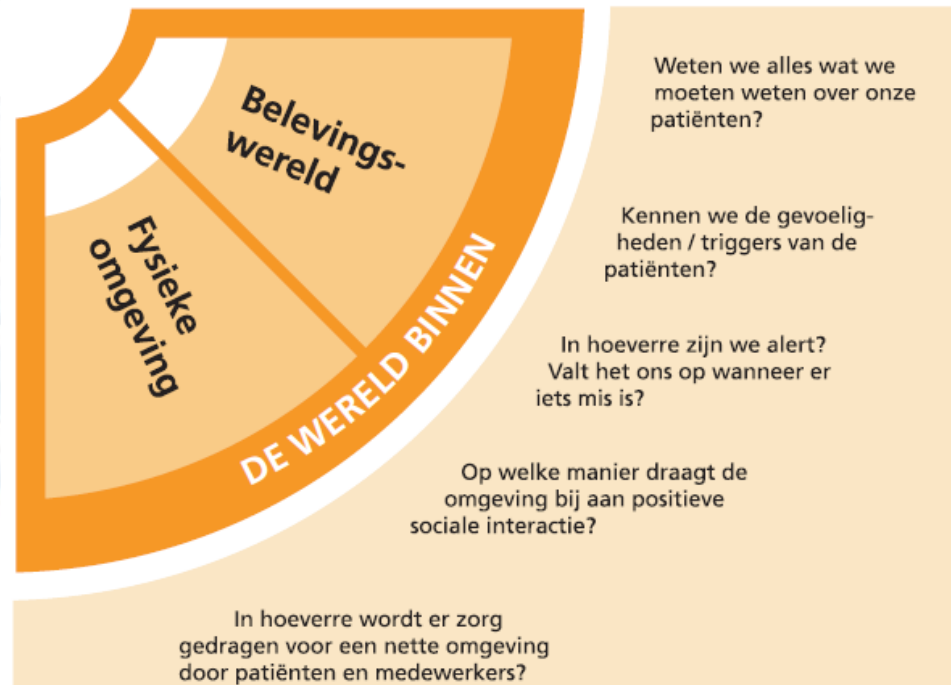 Belevings-
wereld
Fysieke
omgeving
DE WERELD BINNEN
Weten we alles wat we
moeten weten over onze
patiënten?
Kennen we de gevoelig-
heden / triggers van de
patiënten?
In hoeverre zijn we alert?
Valt het ons op wanneer er
iets mis is?
Op welke manier draagt de
omgeving bij aan positieve
sociale interactie?
In hoeverre wordt er zorg
gedragen voor een nette omgeving
door patiënten en medewerkers?